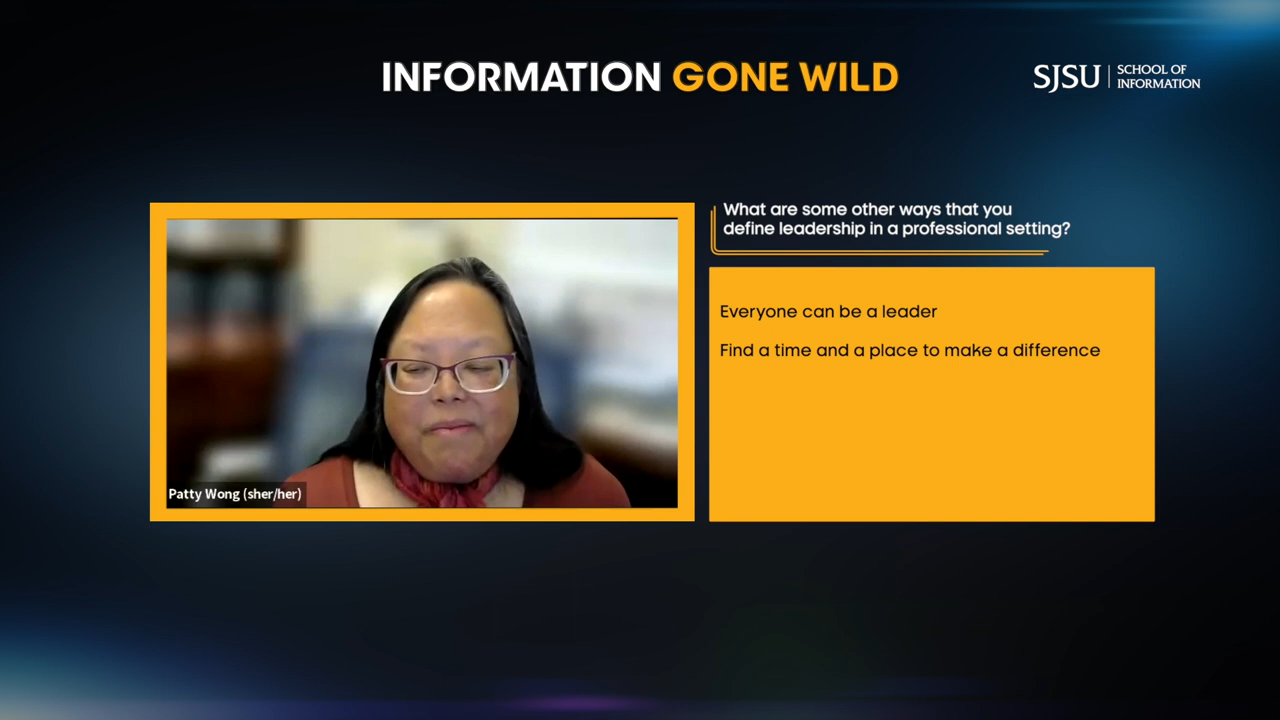 INFORMATION GONE WILD
SJSU
SCHOOL OF
INFORMATION
What are some other ways that you
define leadership in a professional setting?
Everyone can be a leader
Find a time and a place to make a difference
Patty Wong (sher/her)